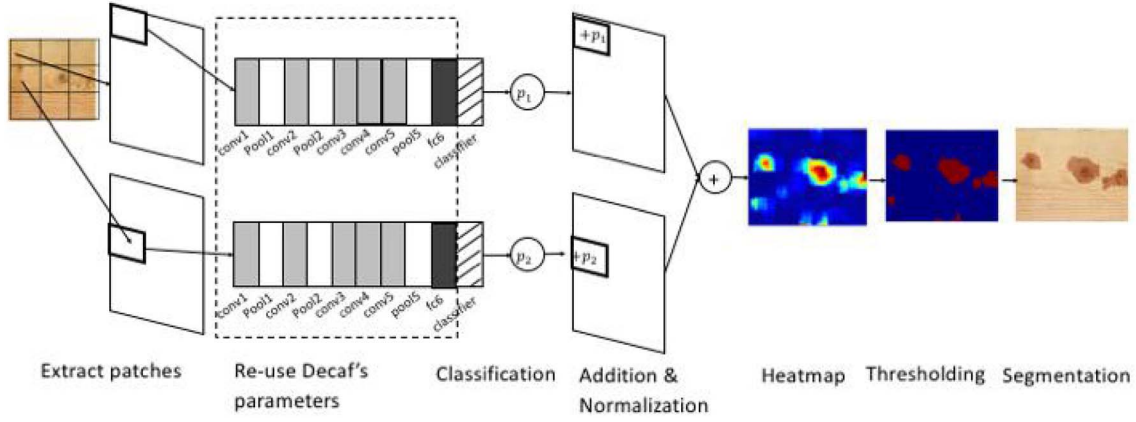 +p₁
p₁
conv1
Pool1
conv2
Pool2
conv3
conv4
conv5
pool5
fc6
classifier
+
+p₂
p₂
conv1
Pool1
conv2
Pool2
conv3
conv4
conv5
pool5
fc6
classifier
Extract patches
Re-use Decaf's
parameters
Classification
Addition &
Normalization
Heatmap
Thresholding
Segmentation